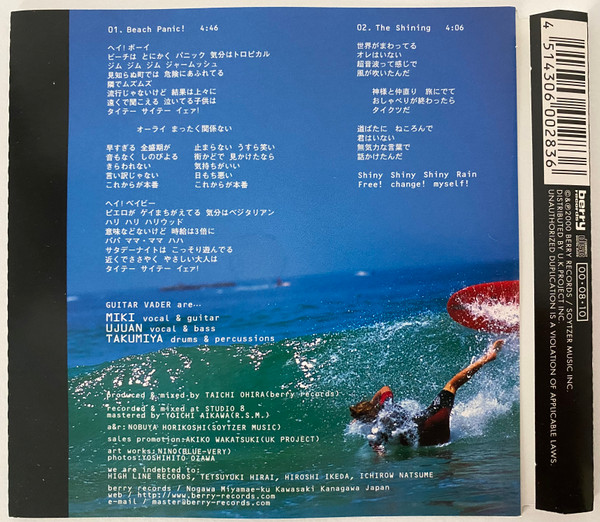 01. Beach Panic!  4:46
ヘイ! ボーイ
ビーチは とにかく パニック 気分はトロピカル
ジム ジム ジム ジャームッシュ
見知らぬ町では 危険にあふれてる
隣でムズムズ
流行じゃないけど 結果は上々に
遠くで聞こえる 泣いてる子供は
タイテー サイテー イェァ!
オーライ まったく関係ない
早すぎる 全盛期が
音もなく しのびよる
きらわれない
言い訳じゃない
これからが本番
止まらない うすら笑い
街かどで 見かけたなら
気持ちがいい
日もち悪い
これからが本番
ヘイ! ベイビー
ピエロが ゲイまちがえてる 気分はベジタリアン
ハリ ハリ ハリウッド
意味などないけど 時給は3倍に
パパ ママ・ママ ハハ
サタデーナイトは こっそり遊んでる
近くでささやく やさしい大人は
タイテー サイテー イェァ!
02. The Shining  4:06
世界がまわってる
オレはいない
超音波って感じで
風が吹いたんだ
神様と仲直り 旅にでて
おしゃべりが終わったら
タイクツだ
道ばたに ねころんで
君はいない
無気力な言葉で
話かけたんだ
Shiny Shiny Shiny Rain
Free! change! myself!
GUITAR VADER are...
MIKI vocal & guitar
UJUAN vocal & bass
TAKUMIYA drums & percussions
produced & mixed by TAICHI OHIRA(berry records)
recorded & mixed at STUDIO 8
mastered by YOICHI AIKAWA(R.S.M.)
a&r:NOBUYA HORIKOSHI(SOYTZER MUSIC)
sales promotion:AKIKO WAKATSUKI(UK PROJECT)
art works:NINO(BLUE-VERY)
photos:YOSHIHITO OZAWA
we are indebted to:
HIGH LINE RECORDS, TETSUYUKI HIRAI, HIROSHI IKEDA, ICHIROW NATSUME
berry records / Nogawa Miyamae-ku Kawasaki Kanagawa Japan
web / http://www.berry-records.com
e-mail / master@berry-records.com
4 514306 002836
berry
records
00・08・10
©&℗2000 BERRY RECORDS / SOYTZER MUSIC INC.
DISTRIBUTED BY U.K.PROJECT INC.
UNAUTHORIZED DUPLICATION IS A VIOLATION OF APPLICABLE LAWS.